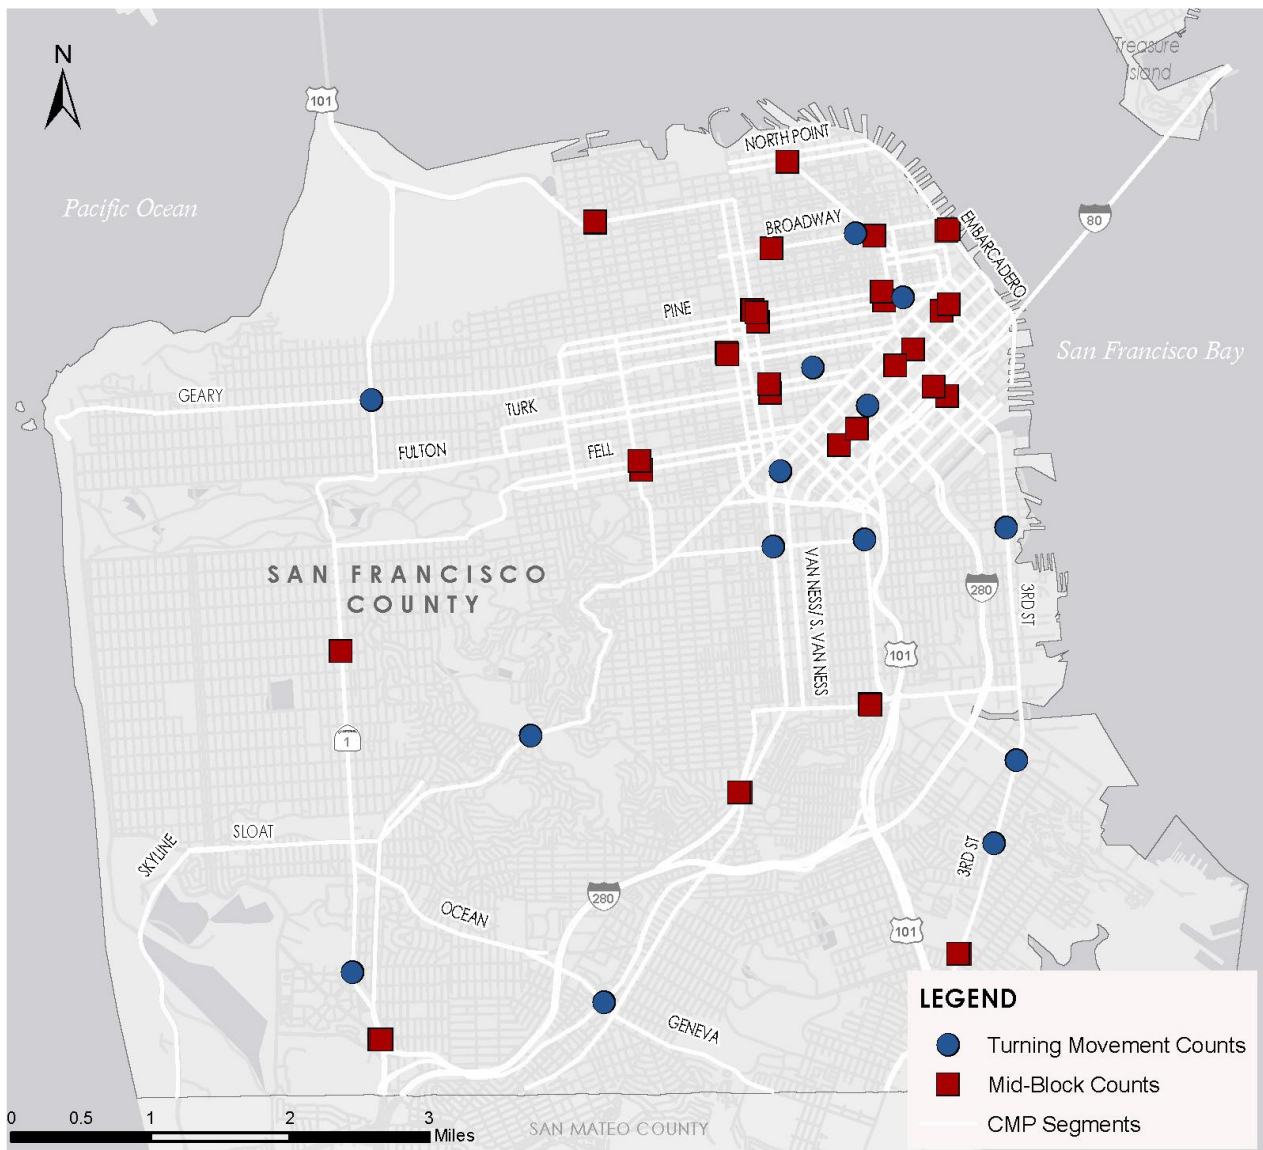 N
Treasure
Island
101
NORTH POINT
Pacific Ocean
80
BROADWAY
EMBARCADERO
PINE
San Francisco Bay
GEARY
TURK
FULTON
FELL
SAN FRANCISCO
COUNTY
VAN NESS/ S. VAN NESS
280
3RD ST
101
1
SLOAT
SKYLINE
3RD ST
280
OCEAN
101
GENEVA
LEGEND
Turning Movement Counts
Mid-Block Counts
CMP Segments
0 0.5 1 2 3
Miles
SAN MATEO COUNTY